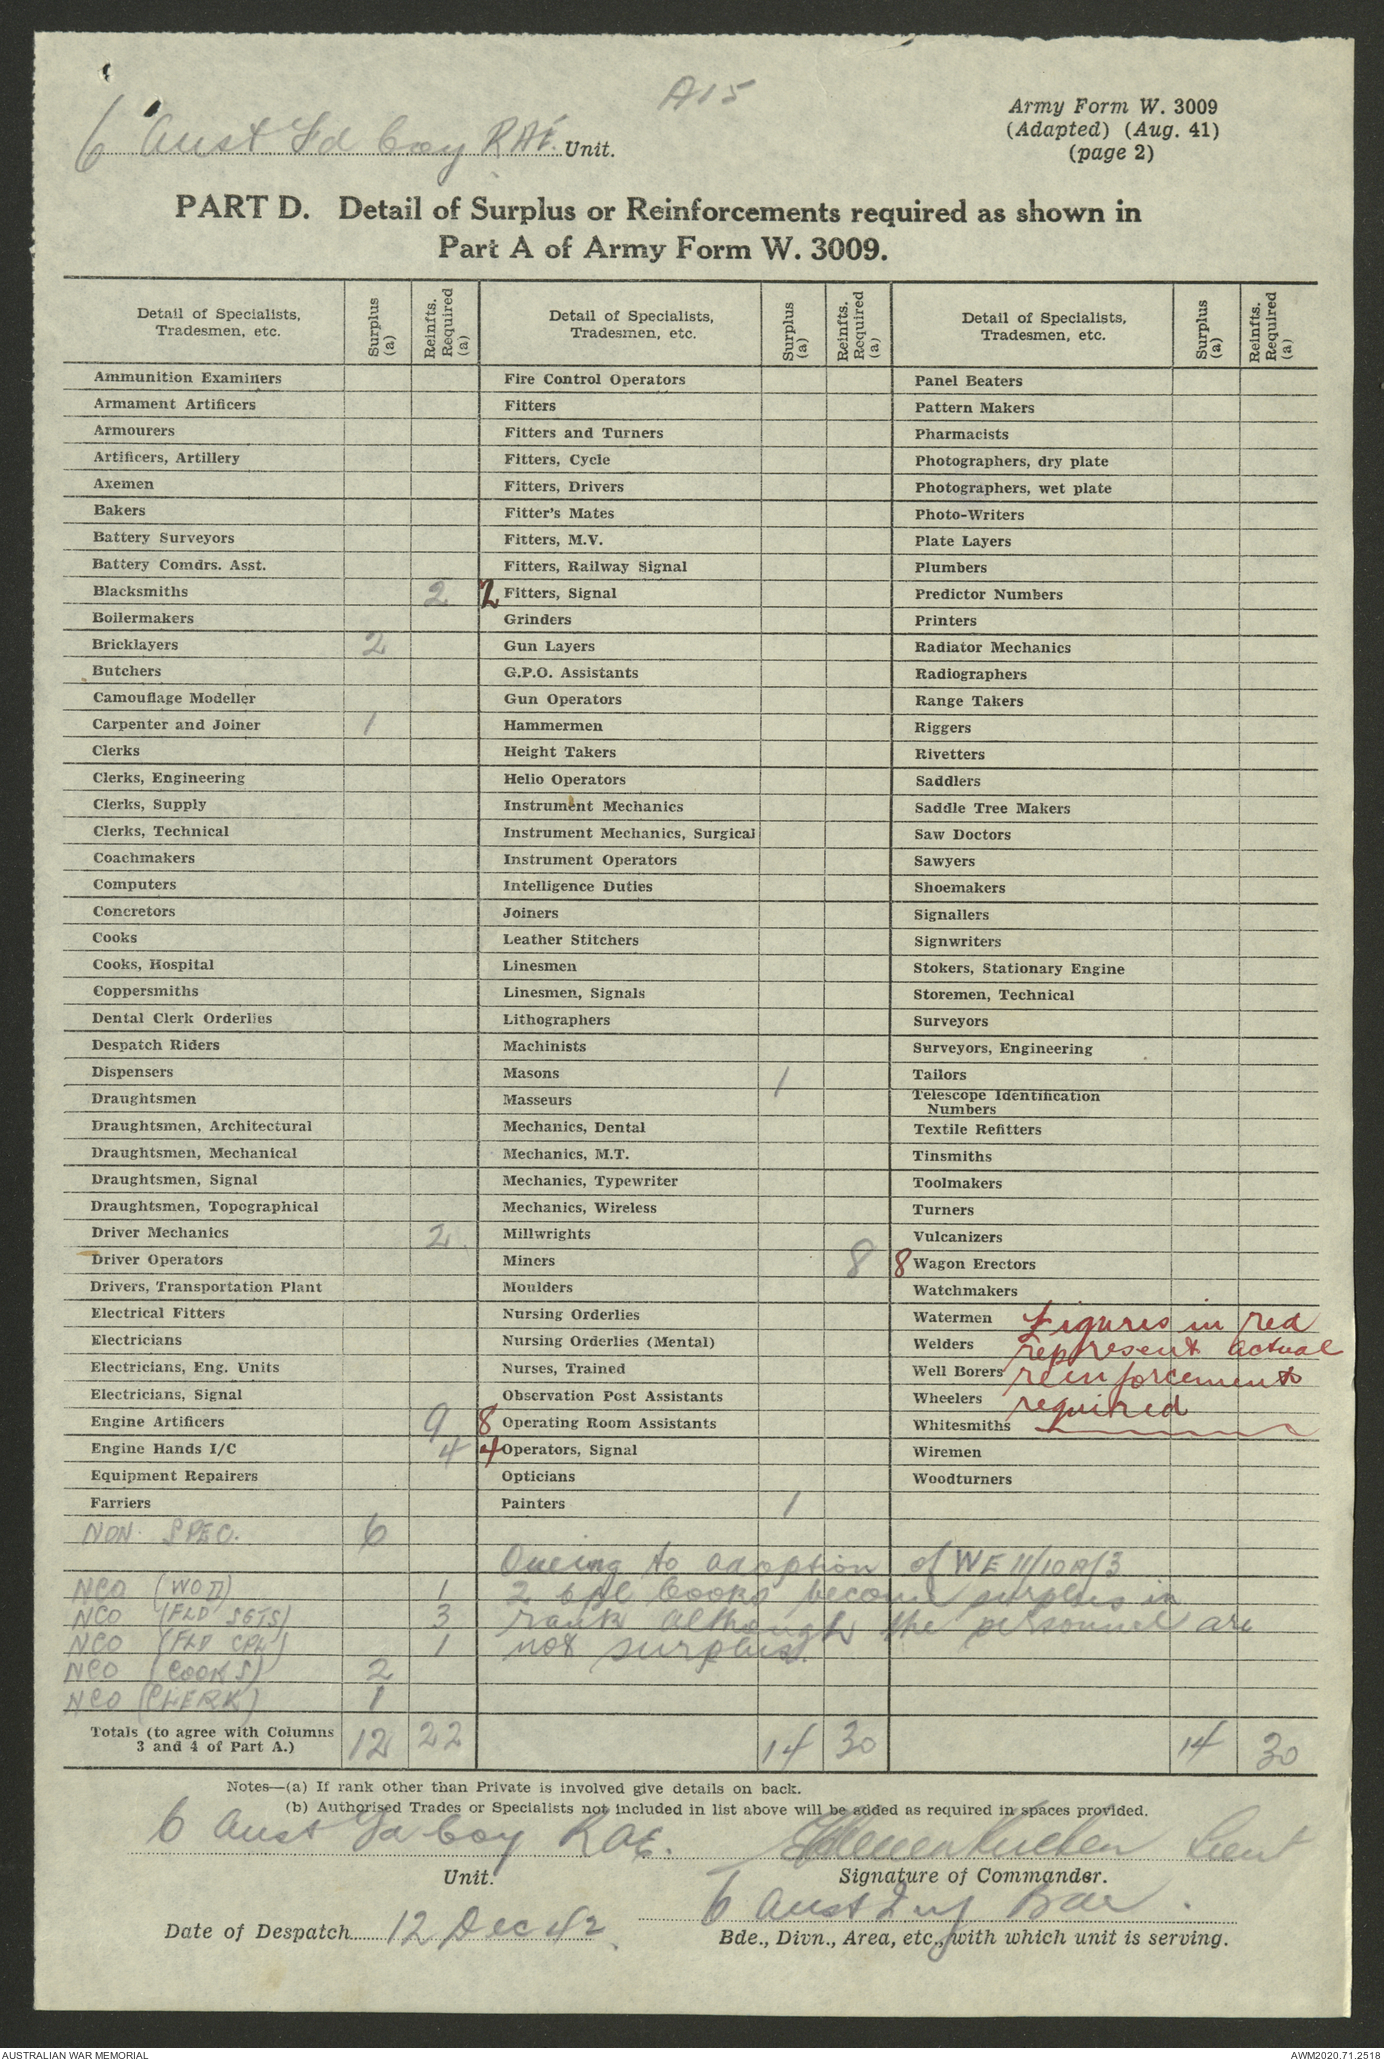 A15
6 Aust Fd Coy RAE. Unit.
Army Form W. 3009
(Adapted) (Aug. 41)
(page 2)
PART D. Detail of Surplus or Reinforcements required as shown in
Part A of Army Form W. 3009.
Detail of Specialists, Tradesmen, etc. Surplus (a) Reinfts. Required (a) Detail of Specialists, Tradesmen, etc. Surplus (a) Reinfts. Required (a) Detail of Specialists, Tradesmen, etc. Surplus (a) Reinfts. Required (a)
Ammunition Examiners Fire Control Operators Panel Beaters
Armament Artificers Fitters Pattern Makers
Armourers Fitters and Turners Pharmacists
Artificers, Artillery Fitters, Cycle Photographers, dry plate
Axemen Fitters, Drivers Photographers, wet plate
Bakers Fitter's Mates Photo-Writers
Battery Surveyors Fitters, M.V. Plate Layers
Battery Comdrs. Asst. Fitters, Railway Signal Plumbers
Blacksmiths 2 2 Fitters, Signal Predictor Numbers
Boilermakers Grinders Printers
Bricklayers 2 Gun Layers Radiator Mechanics
Butchers G.P.O. Assistants Radiographers
Camouflage Modeller Gun Operators Range Takers
Carpenter and Joiner 1 Hammermen Riggers
Clerks Height Takers Rivetters
Clerks, Engineering Helio Operators Saddlers
Clerks, Supply Instrument Mechanics Saddle Tree Makers
Clerks, Technical Instrument Mechanics, Surgical Saw Doctors
Coachmakers Instrument Operators Sawyers
Computers Intelligence Duties Shoemakers
Concretors Joiners Signallers
Cooks Leather Stitchers Signwriters
Cooks, Hospital Linesmen Stokers, Stationary Engine
Coppersmiths Linesmen, Signals Storemen, Technical
Dental Clerk Orderlies Lithographers Surveyors
Despatch Riders Machinists Surveyors, Engineering
Dispensers Masons 1 Tailors
Draughtsmen Masseurs Telescope Identification Numbers
Draughtsmen, Architectural Mechanics, Dental Textile Refitters
Draughtsmen, Mechanical Mechanics, M.T. Tinsmiths
Draughtsmen, Signal Mechanics, Typewriter Toolmakers
Draughtsmen, Topographical Mechanics, Wireless Turners
Driver Mechanics 2 Millwrights Vulcanizers
Driver Operators Miners 8 8 Wagon Erectors
Drivers, Transportation Plant Moulders Watchmakers
Electrical Fitters Nursing Orderlies Watermen Figures in red
Electricians Nursing Orderlies (Mental) Welders represent actual
Electricians, Eng. Units Nurses, Trained Well Borers reinforcements
Electricians, Signal Observation Post Assistants Wheelers required
Engine Artificers 9 8 Operating Room Assistants Whitesmiths
Engine Hands I/C 4 4 Operators, Signal Wiremen
Equipment Repairers Opticians Woodturners
Farriers Painters 1
NON. SPEC. 6
Oweing to adoption of WE 11/10A/3
NCO (WO II) 1 2 cpl Cooks become surplus in
NCO (FLD SGTS) 3 rank although the personnel are
NCO (FLD CPL) 1 not surplus.
NCO (COOKS) 2
NCO (CLERK) 1
Totals (to agree with Columns 3 and 4 of Part A.) 12 22 14 30 14 30
Notes—(a) If rank other than Private is involved give details on back.
(b) Authorised Trades or Specialists not included in list above will be added as required in spaces provided.
6 Aust Fd Coy RAE. Lieut
Unit. Signature of Commander.
6 Aust Inf Bde.
Date of Despatch 12 Dec 42 Bde., Divn., Area, etc., with which unit is serving.
AUSTRALIAN WAR MEMORIAL AWM2020.71.2518